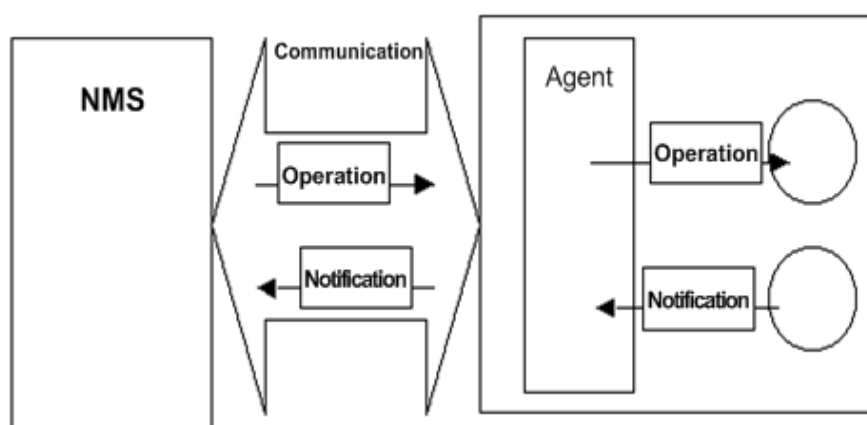 NMS
Communication
Operation
Notification
Agent
Operation
Notification